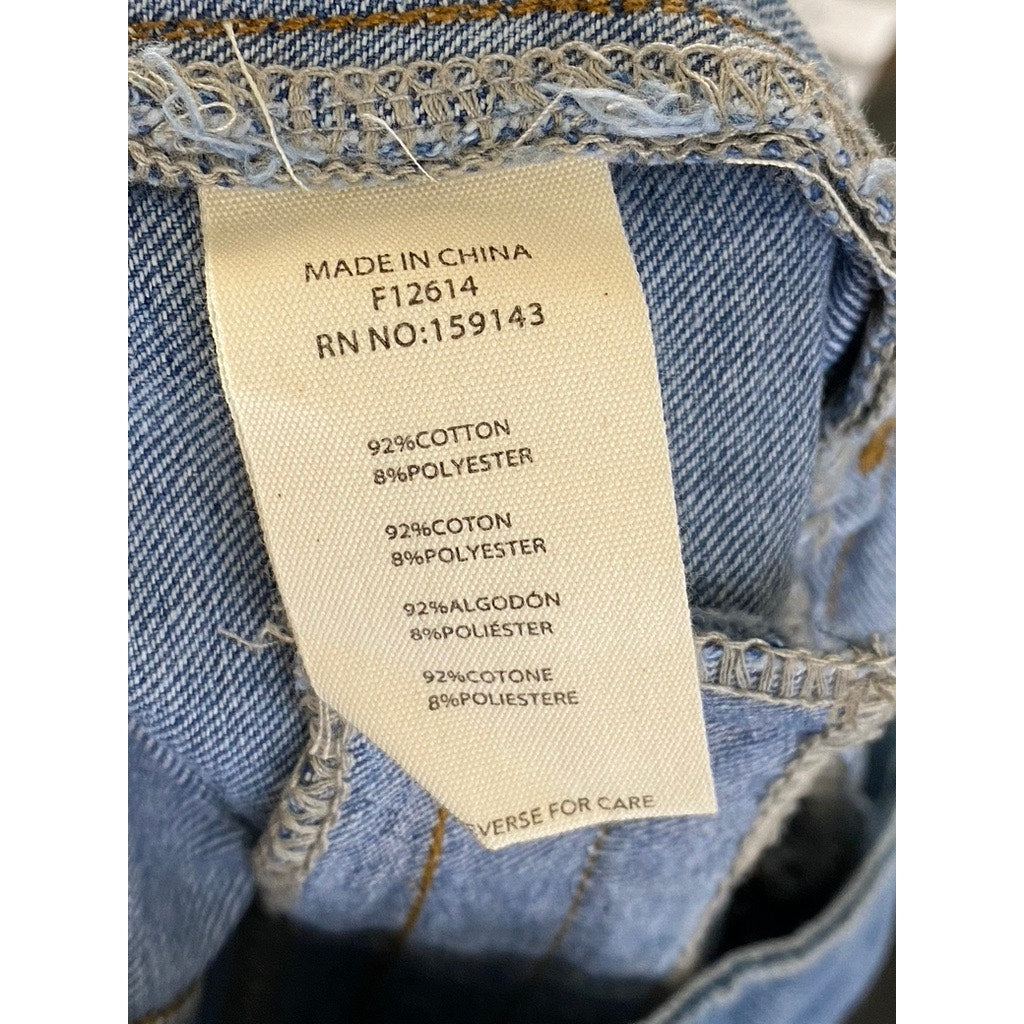 MADE IN CHINA
F12614
RN NO:159143
92%COTTON
8%POLYESTER
92%COTON
8%POLYESTER
92%ALGODÓN
8%POLIÉSTER
92%COTONE
8%POLIESTERE
VERSE FOR CARE